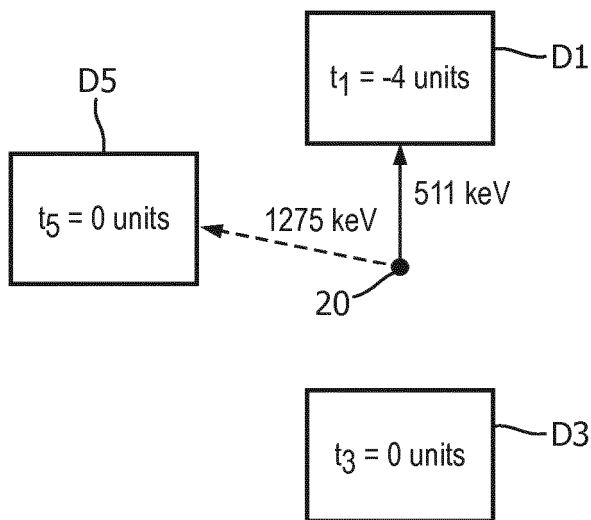 D1
t1 = -4 units
D5
t5 = 0 units
1275 keV
511 keV
20
D3
t3 = 0 units